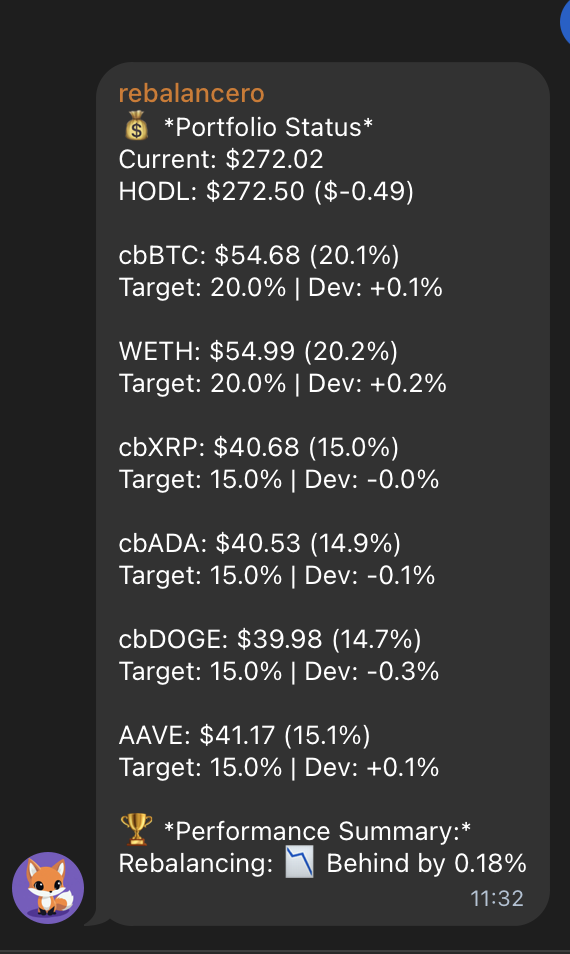 rebalancero
💰 *Portfolio Status*
Current: $272.02
HODL: $272.50 ($-0.49)
cbBTC: $54.68 (20.1%)
Target: 20.0% | Dev: +0.1%
WETH: $54.99 (20.2%)
Target: 20.0% | Dev: +0.2%
cbXRP: $40.68 (15.0%)
Target: 15.0% | Dev: -0.0%
cbADA: $40.53 (14.9%)
Target: 15.0% | Dev: -0.1%
cbDOGE: $39.98 (14.7%)
Target: 15.0% | Dev: -0.3%
AAVE: $41.17 (15.1%)
Target: 15.0% | Dev: +0.1%
🏆 *Performance Summary:*
Rebalancing: 📉 Behind by 0.18%
11:32